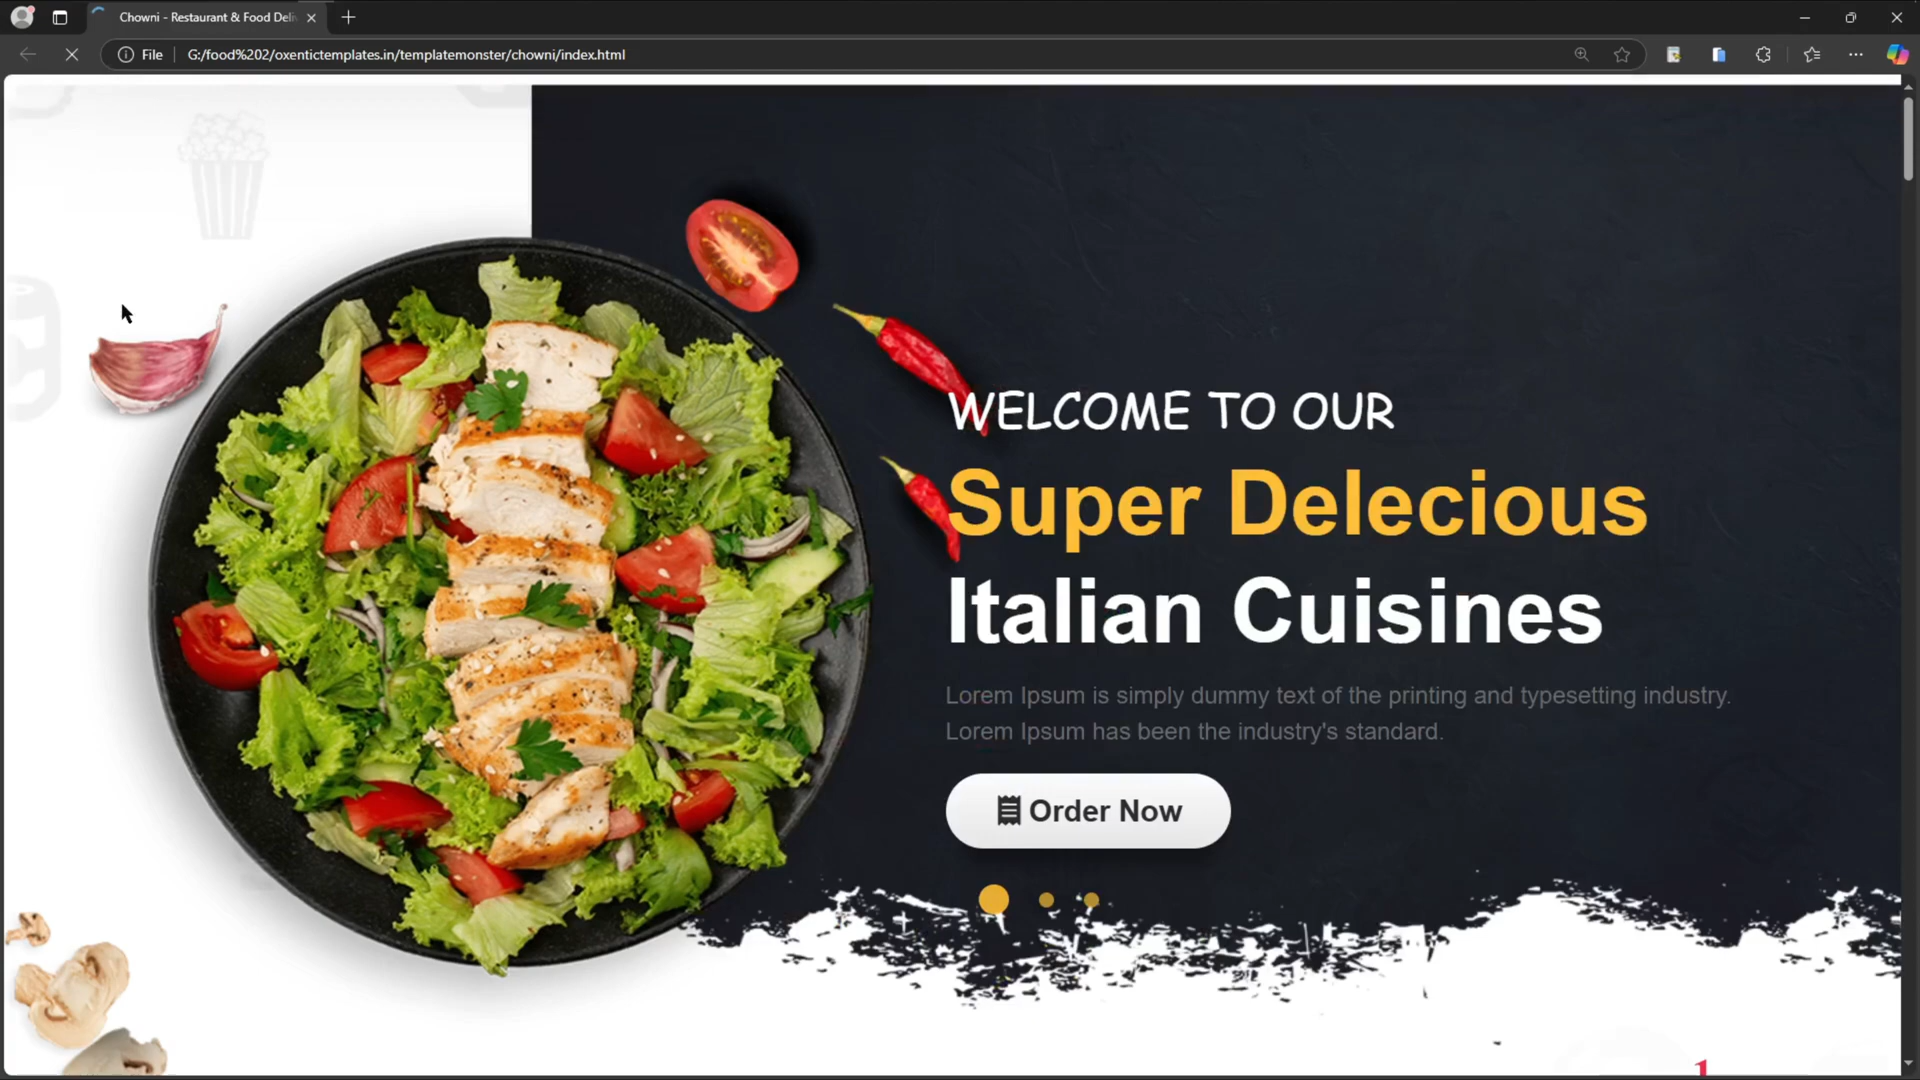 Chowni - Restaurant & Food Deli
File
G:/food%202/oxentictemplates.in/templatemonster/chowni/index.html
WELCOME TO OUR
Super Delecious
Italian Cuisines
Lorem Ipsum is simply dummy text of the printing and typesetting industry.
Lorem Ipsum has been the industry's standard.
Order Now